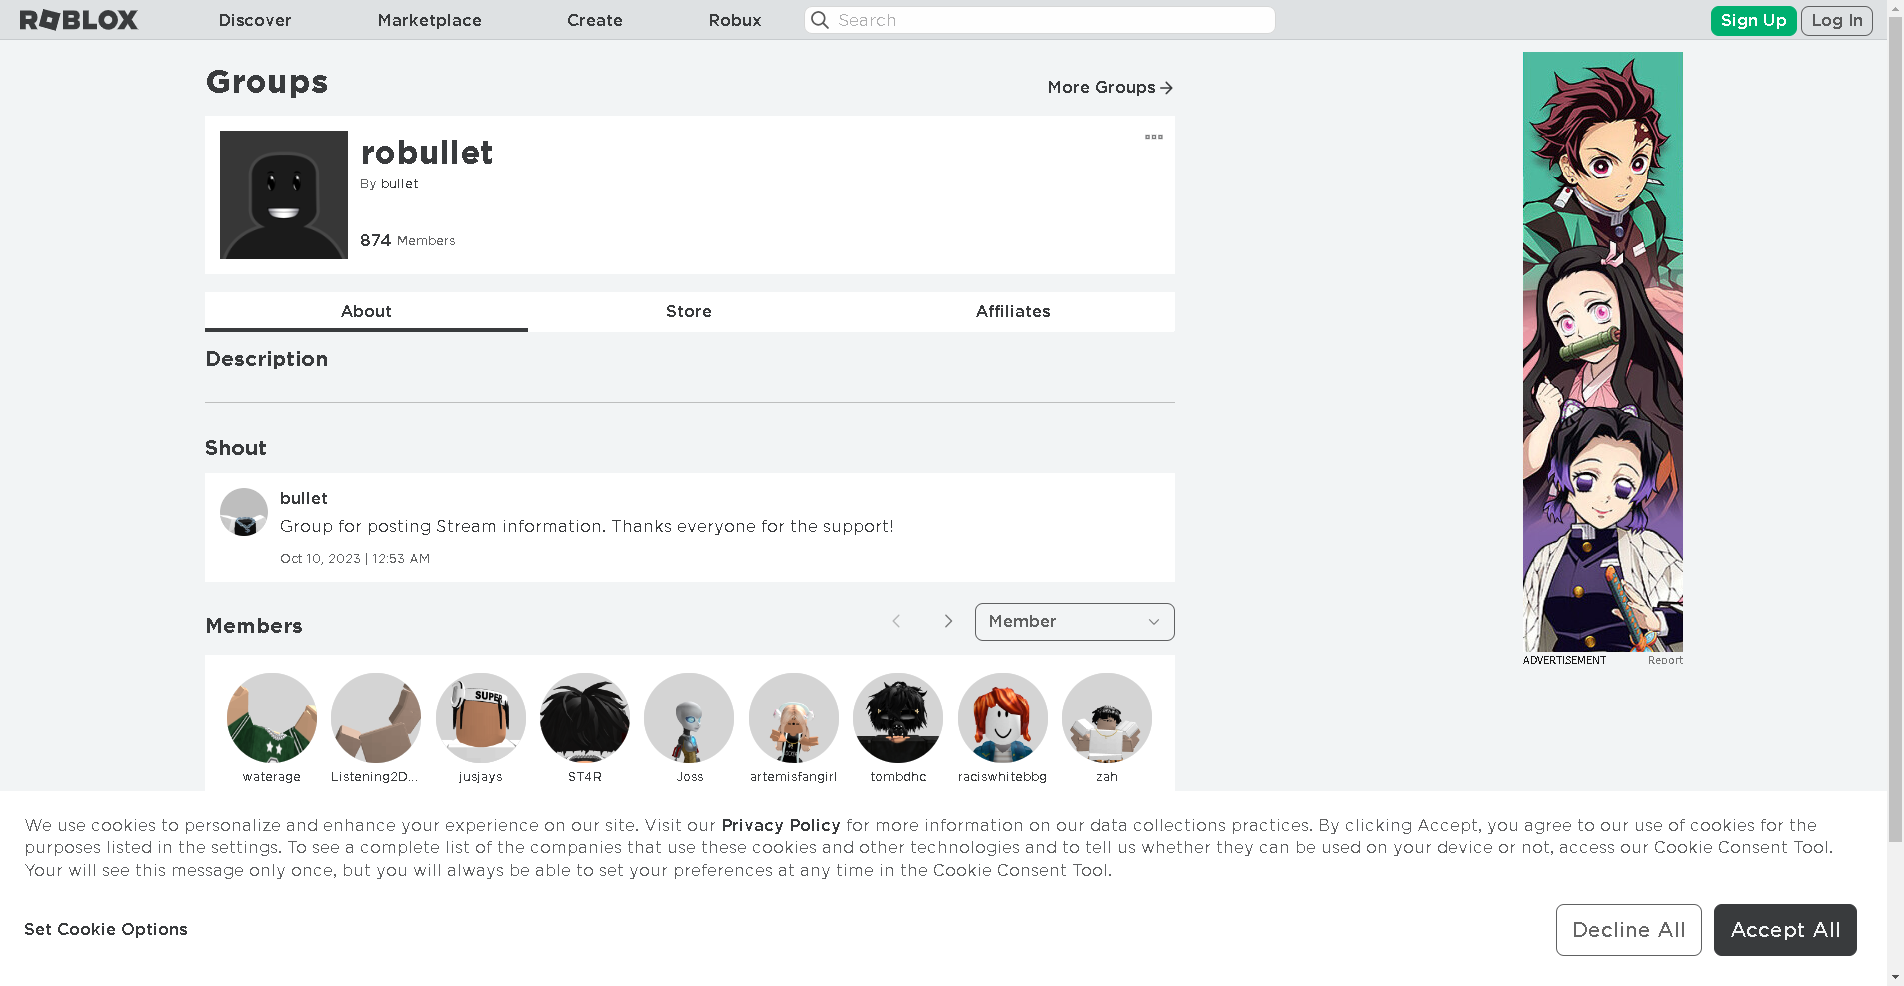 ROBLOX
Discover
Marketplace
Create
Robux
Search
Sign Up
Log In
Groups
More Groups
robullet
By bullet
874 Members
About
Store
Affiliates
Description
Shout
bullet
Group for posting Stream information. Thanks everyone for the support!
Oct 10, 2023 | 12:53 AM
Members
Member
SUPER
waterage
Listening2D...
jusjays
ST4R
Joss
artemisfangirl
tombdhc
raciswhitebbg
zah
ADVERTISEMENT
Report
We use cookies to personalize and enhance your experience on our site. Visit our Privacy Policy for more information on our data collections practices. By clicking Accept, you agree to our use of cookies for the
purposes listed in the settings. To see a complete list of the companies that use these cookies and other technologies and to tell us whether they can be used on your device or not, access our Cookie Consent Tool.
Your will see this message only once, but you will always be able to set your preferences at any time in the Cookie Consent Tool.
Set Cookie Options
Decline All
Accept All